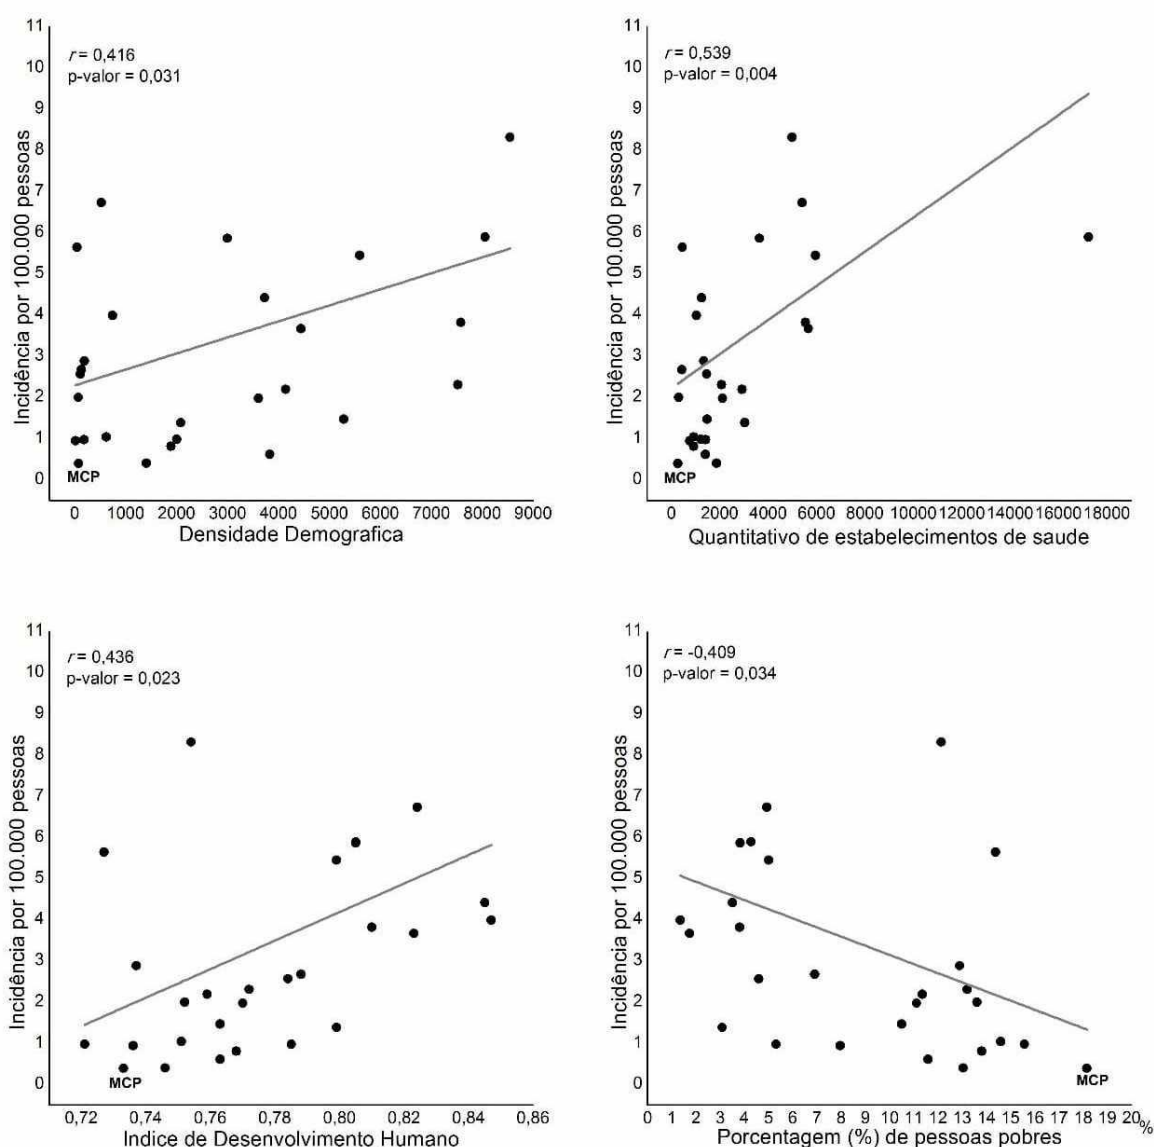 11
10
9
8
7
6
5
4
3
2
1
0
Incidência por 100.000 pessoas
r = 0,416
p-valor = 0,031
MCP
0 1000 2000 3000 4000 5000 6000 7000 8000 9000
Densidade Demografica
11
10
9
8
7
6
5
4
3
2
1
0
Incidência por 100.000 pessoas
r = 0,539
p-valor = 0,004
MCP
0 2000 4000 6000 8000 10000 12000 14000 16000 18000
Quantitativo de estabelecimentos de saude
11
10
9
8
7
6
5
4
3
2
1
0
Incidência por 100.000 pessoas
r = 0,436
p-valor = 0,023
MCP
0,72 0,74 0,76 0,78 0,80 0,82 0,84 0,86
Indice de Desenvolvimento Humano
11
10
9
8
7
6
5
4
3
2
1
0
Incidência por 100.000 pessoas
r = -0,409
p-valor = 0,034
MCP
0 1 2 3 4 5 6 7 8 9 10 11 12 13 14 15 16 17 18 19 20%
Porcentagem (%) de pessoas pobres